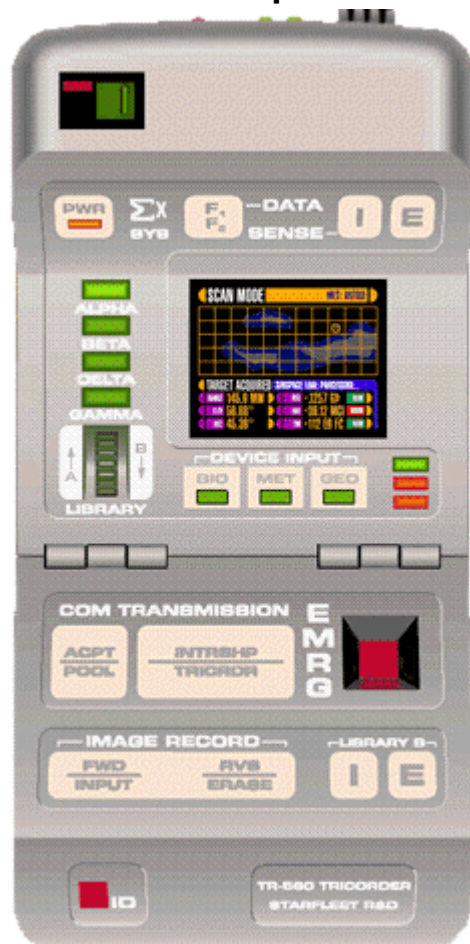 PWR
Σx
SYS
F1
FS
DATA
SENSE
I E
SCAN MODE
ALPHA
BETA
DELTA
GAMMA
TARGET ACQUIRED
A B
LIBRARY
DEVICE INPUT
BIO MET GEO
COM TRANSMISSION
ACPT
POOL
INTRSHP
TRICRDR
EMRG
IMAGE RECORD
FWD
INPUT
RVS
ERASE
LIBRARY B
I E
ID
TR-580 TRICORDER
STARFLEET R&D